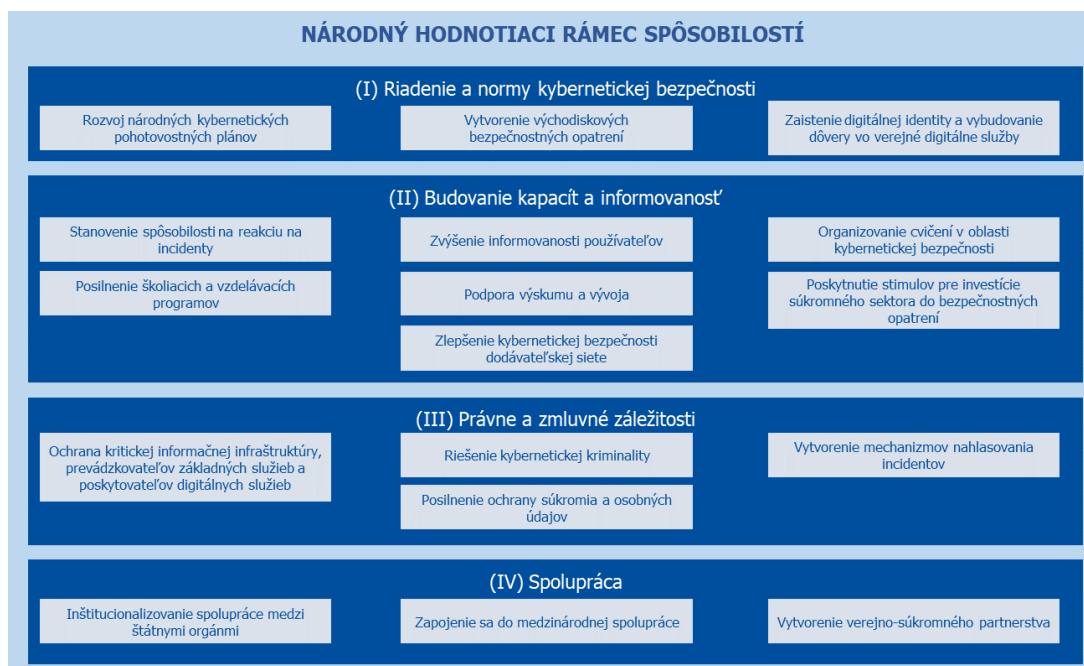 NÁRODNÝ HODNOTIACI RÁMEC SPÔSOBILOSTÍ
(I) Riadenie a normy kybernetickej bezpečnosti
Rozvoj národných kybernetických
pohotovostných plánov
Vytvorenie východiskových
bezpečnostných opatrení
Zaistenie digitálnej identity a vybudovanie
dôvery vo verejné digitálne služby
(II) Budovanie kapacít a informovanosť
Stanovenie spôsobilosti na reakciu na
incidenty
Zvýšenie informovanosti používateľov
Organizovanie cvičení v oblasti
kybernetickej bezpečnosti
Posilnenie školiacich a vzdelávacích
programov
Podpora výskumu a vývoja
Poskytnutie stimulov pre investície
súkromného sektora do bezpečnostných
opatrení
Zlepšenie kybernetickej bezpečnosti
dodávateľskej siete
(III) Právne a zmluvné záležitosti
Ochrana kritickej informačnej infraštruktúry,
prevádzkovateľov základných služieb a
poskytovateľov digitálnych služieb
Riešenie kybernetickej kriminality
Vytvorenie mechanizmov nahlasovania
incidentov
Posilnenie ochrany súkromia a osobných
údajov
(IV) Spolupráca
Inštitucionalizovanie spolupráce medzi
štátnymi orgánmi
Zapojenie sa do medzinárodnej spolupráce
Vytvorenie verejno-súkromného partnerstva